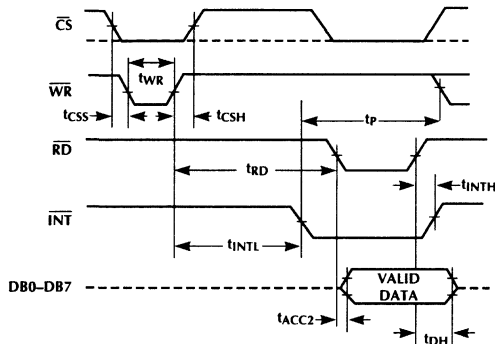 CS
tWR
WR
tCSS
tCSH
tP
RD
tRD
tINTH
INT
tINTL
DB0–DB7
VALID
DATA
tACC2
tDH